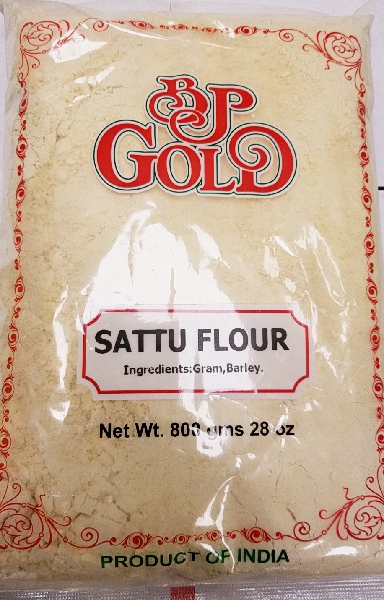 BJP
GOLD
SATTU FLOUR
Ingredients:Gram,Barley.
Net Wt. 800 gms 28 oz
PRODUCT OF INDIA